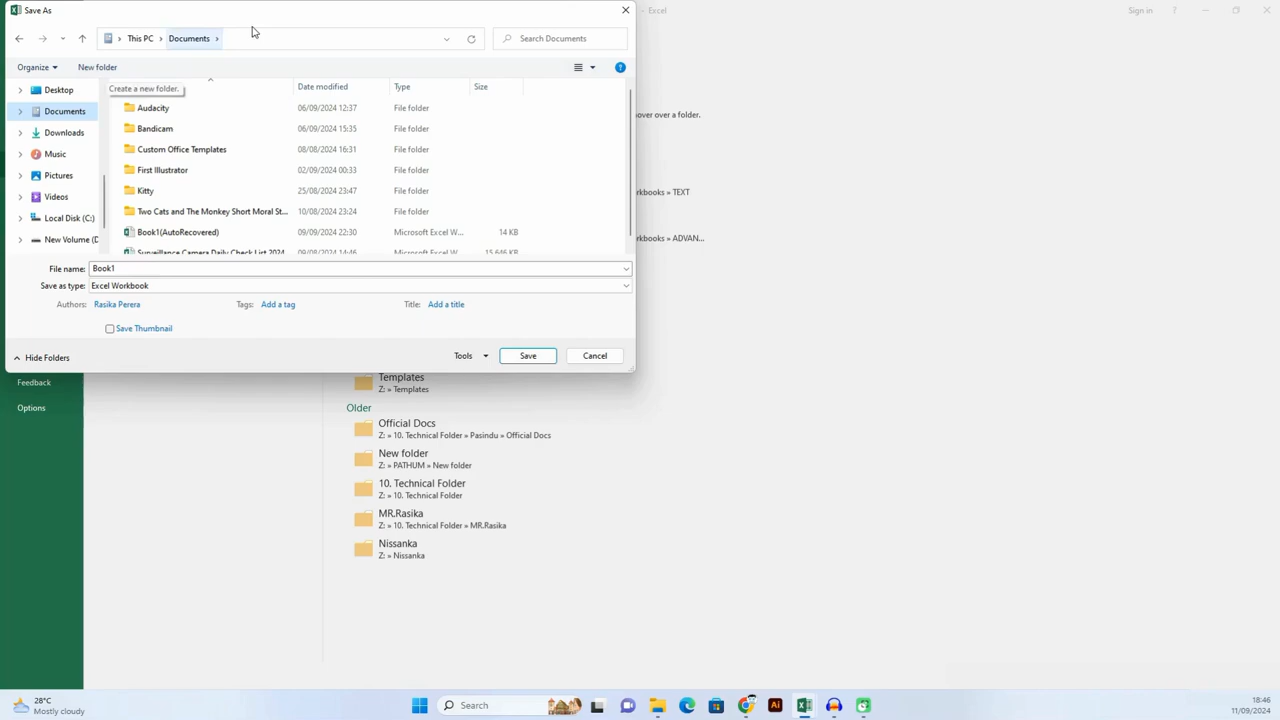 Save As
Excel
Sign in
This PC
Documents
Search Documents
Organize
New folder
Create a new folder.
Date modified
Type
Size
Desktop
Documents
Downloads
Music
Pictures
Videos
Local Disk (C:)
New Volume (D
Audacity 06/09/2024 12:37 File folder
Bandicam 06/09/2024 15:35 File folder
Custom Office Templates 08/08/2024 16:31 File folder
First Illustrator 02/09/2024 00:33 File folder
Kitty 25/08/2024 23:47 File folder
Two Cats and The Monkey Short Moral St... 10/08/2024 23:24 File folder
Book1(AutoRecovered) 09/09/2024 22:30 Microsoft Excel W... 14 KB
Surveillance Camera Daily Check List 2024 09/08/2024 14:46 Microsoft Excel W... 15,646 KB
over over a folder.
rkbooks » TEXT
rkbooks » ADVAN...
File name: Book1
Save as type: Excel Workbook
Authors: Rasika Perera
Tags: Add a tag
Title: Add a title
Save Thumbnail
Hide Folders
Tools
Save
Cancel
Feedback
Options
Templates
Z: » Templates
Older
Official Docs
Z: » 10. Technical Folder » Pasindu » Official Docs
New folder
Z: » PATHUM » New folder
10. Technical Folder
Z: » 10. Technical Folder
MR.Rasika
Z: » 10. Technical Folder » MR.Rasika
Nissanka
Z: » Nissanka
28°C
Mostly cloudy
Search
Ai
18:46
11/09/2024